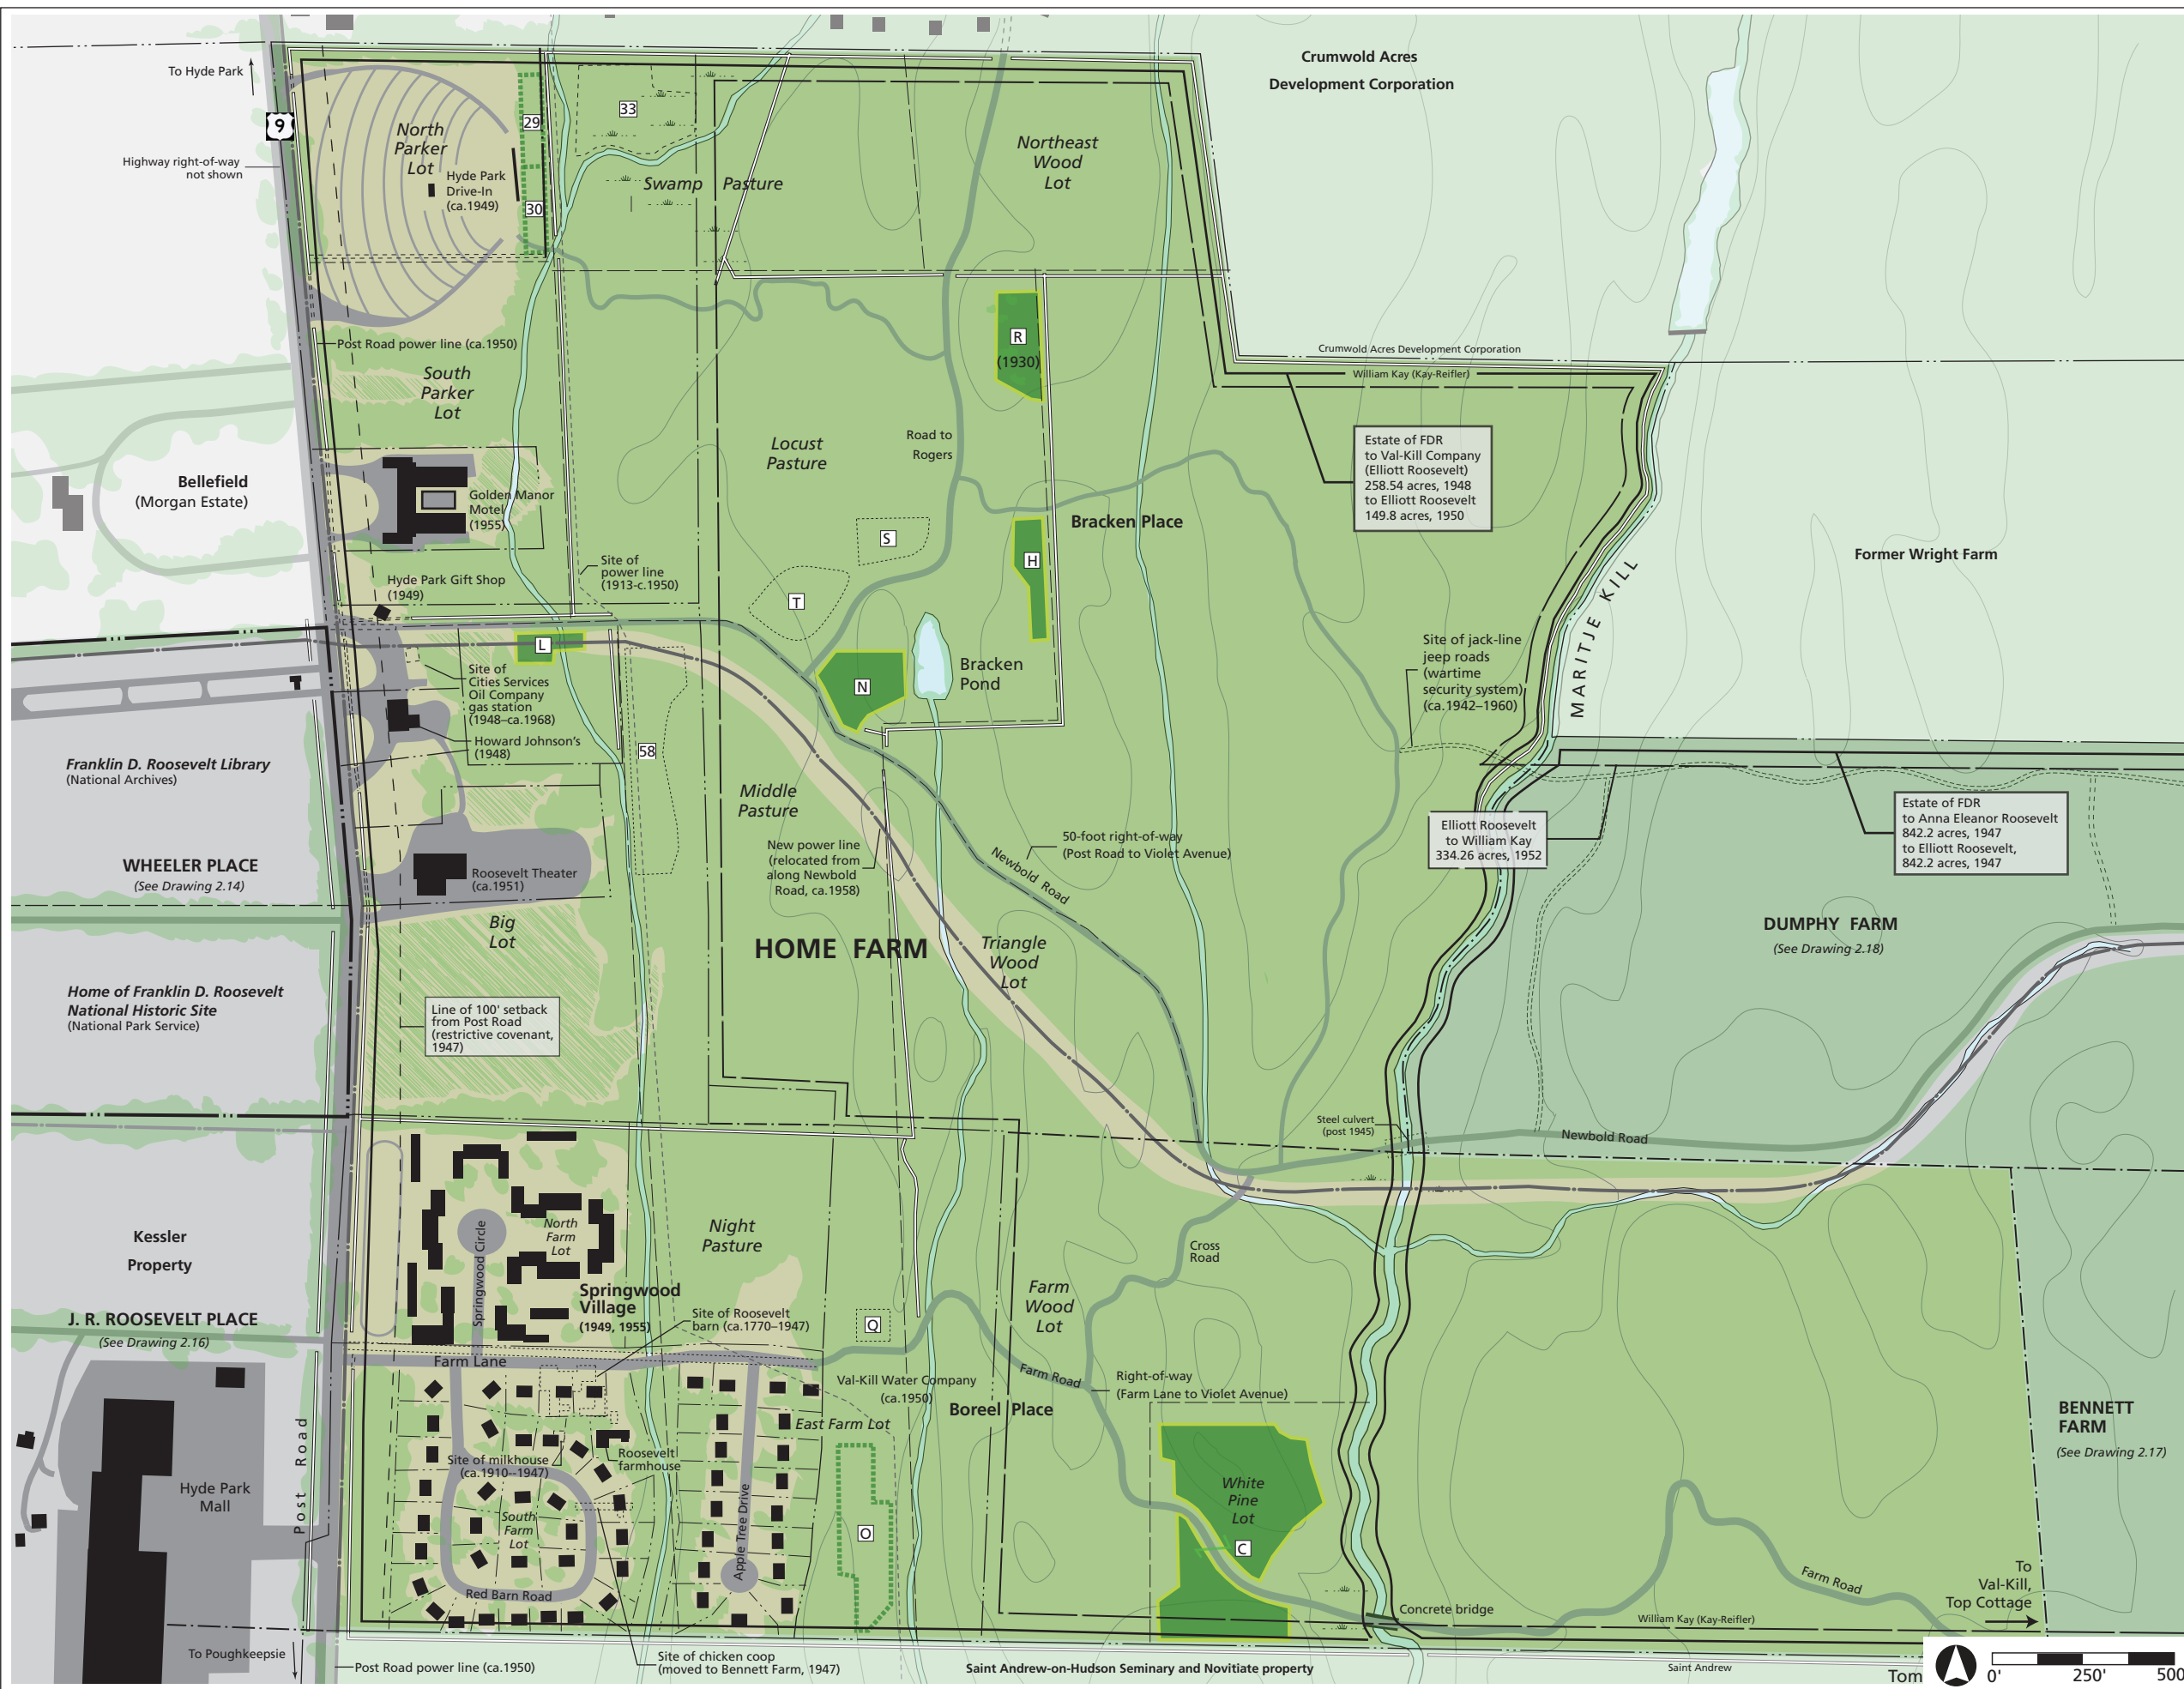 To Hyde Park
9
Highway right-of-way
not shown
North
Parker
Lot
Hyde Park
Drive-In
(ca.1949)
29
30
33
Swamp Pasture
Northeast
Wood
Lot
Crumwold Acres
Development Corporation
Post Road power line (ca.1950)
South
Parker
Lot
R
(1930)
Crumwold Acres Development Corporation
William Kay (Kay-Reifler)
Locust
Pasture
Road to
Rogers
Estate of FDR
to Val-Kill Company
(Elliott Roosevelt)
258.54 acres, 1948
to Elliott Roosevelt
149.8 acres, 1950
Bellefield
(Morgan Estate)
Golden Manor
Motel
(1955)
S
Bracken Place
H
Former Wright Farm
Hyde Park Gift Shop
(1949)
Site of
power line
(1913-c.1950)
T
L
N
Bracken
Pond
Site of
Cities Services
Oil Company
gas station
(1948–ca.1968)
Howard Johnson's
(1948)
58
Site of jack-line
jeep roads
(wartime
security system)
(ca.1942–1960)
MARITJE KILL
Franklin D. Roosevelt Library
(National Archives)
Middle
Pasture
New power line
(relocated from
along Newbold
Road, ca.1958)
50-foot right-of-way
(Post Road to Violet Avenue)
Newbold Road
Elliott Roosevelt
to William Kay
334.26 acres, 1952
Estate of FDR
to Anna Eleanor Roosevelt
842.2 acres, 1947
to Elliott Roosevelt,
842.2 acres, 1947
WHEELER PLACE
(See Drawing 2.14)
Roosevelt Theater
(ca.1951)
Big
Lot
HOME FARM
Triangle
Wood
Lot
DUMPHY FARM
(See Drawing 2.18)
Home of Franklin D. Roosevelt
National Historic Site
(National Park Service)
Line of 100' setback
from Post Road
(restrictive covenant,
1947)
Steel culvert
(post 1945)
Newbold Road
Kessler
Property
Springwood Circle
North
Farm
Lot
Night
Pasture
Cross
Road
Springwood
Village
(1949, 1955)
Site of Roosevelt
barn (ca.1770–1947)
Q
Farm
Wood
Lot
J. R. ROOSEVELT PLACE
(See Drawing 2.16)
Farm Lane
Farm Road
Right-of-way
(Farm Lane to Violet Avenue)
Val-Kill Water Company
(ca.1950)
Boreel Place
East Farm Lot
BENNETT
FARM
(See Drawing 2.17)
Post Road
Hyde Park
Mall
Site of milkhouse
(ca.1910--1947)
Roosevelt
farmhouse
South
Farm
Lot
Apple Tree Drive
O
White
Pine
Lot
C
Red Barn Road
Farm Road
To
Val-Kill,
Top Cottage
Concrete bridge
William Kay (Kay-Reifler)
To Poughkeepsie
Post Road power line (ca.1950)
Site of chicken coop
(moved to Bennett Farm, 1947)
Saint Andrew-on-Hudson Seminary and Novitiate property
Saint Andrew
Tom
0' 250' 500